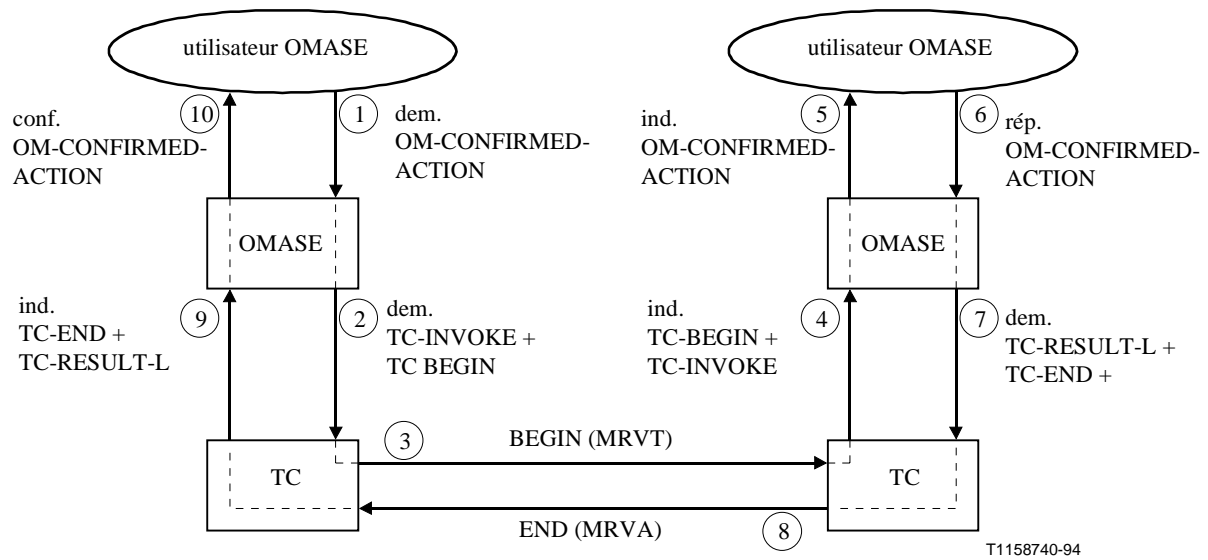 utilisateur OMASE
utilisateur OMASE
10
1
5
6
conf.
OM-CONFIRMED-
ACTION
dem.
OM-CONFIRMED-
ACTION
ind.
OM-CONFIRMED-
ACTION
rép.
OM-CONFIRMED-
ACTION
OMASE
OMASE
ind.
TC-END +
TC-RESULT-L
9
2
dem.
TC-INVOKE +
TC BEGIN
ind.
TC-BEGIN +
TC-INVOKE
4
7
dem.
TC-RESULT-L +
TC-END +
3
BEGIN (MRVT)
TC
TC
END (MRVA)
8
T1158740-94